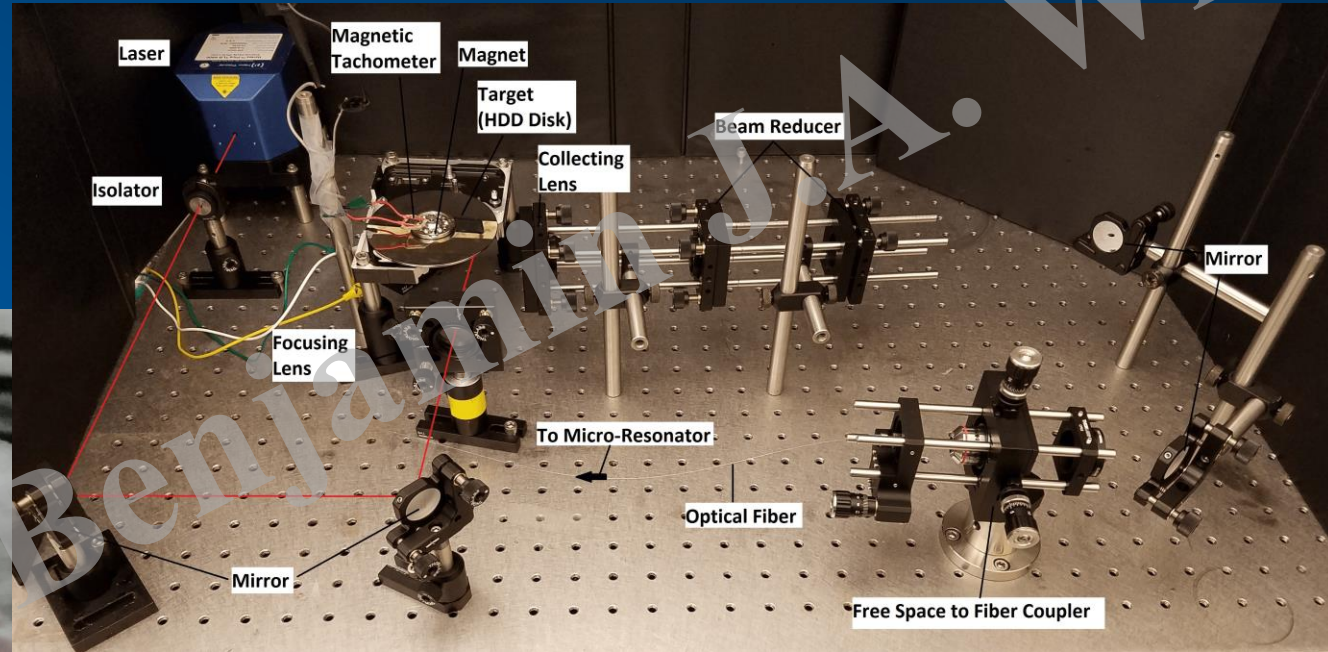 Laser
Magnetic
Tachometer
Magnet
Target
(HDD Disk)
Beam Reducer
Collecting
Lens
Isolator
Mirror
Focusing
Lens
To Micro-Resonator
Optical Fiber
Mirror
Free Space to Fiber Coupler
Benjamin J.A. W